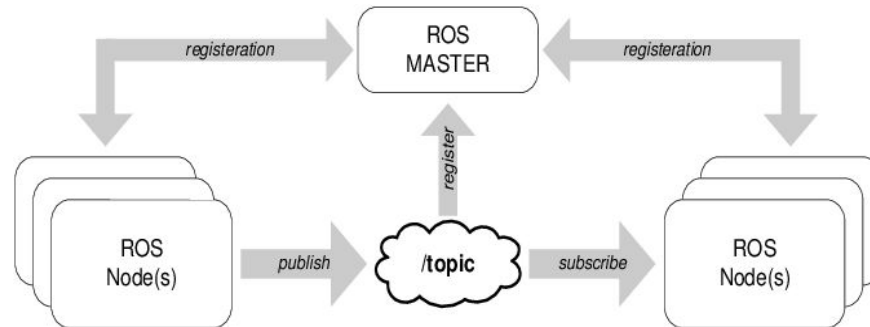 registeration
ROS
MASTER
registeration
register
ROS
Node(s)
publish
/topic
subscribe
ROS
Node(s)